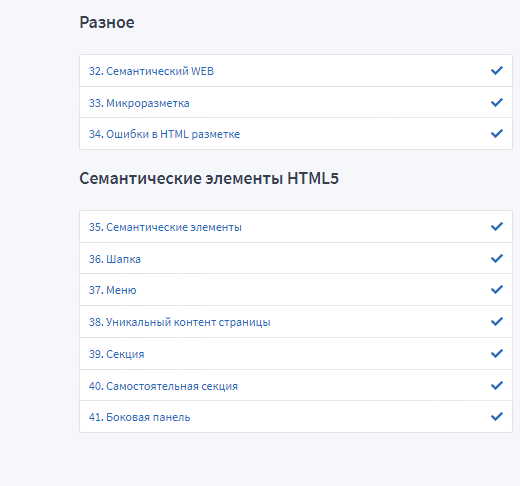 Разное
32. Семантический WEB
33. Микроразметка
34. Ошибки в HTML разметке
Семантические элементы HTML5
35. Семантические элементы
36. Шапка
37. Меню
38. Уникальный контент страницы
39. Секция
40. Самостоятельная секция
41. Боковая панель